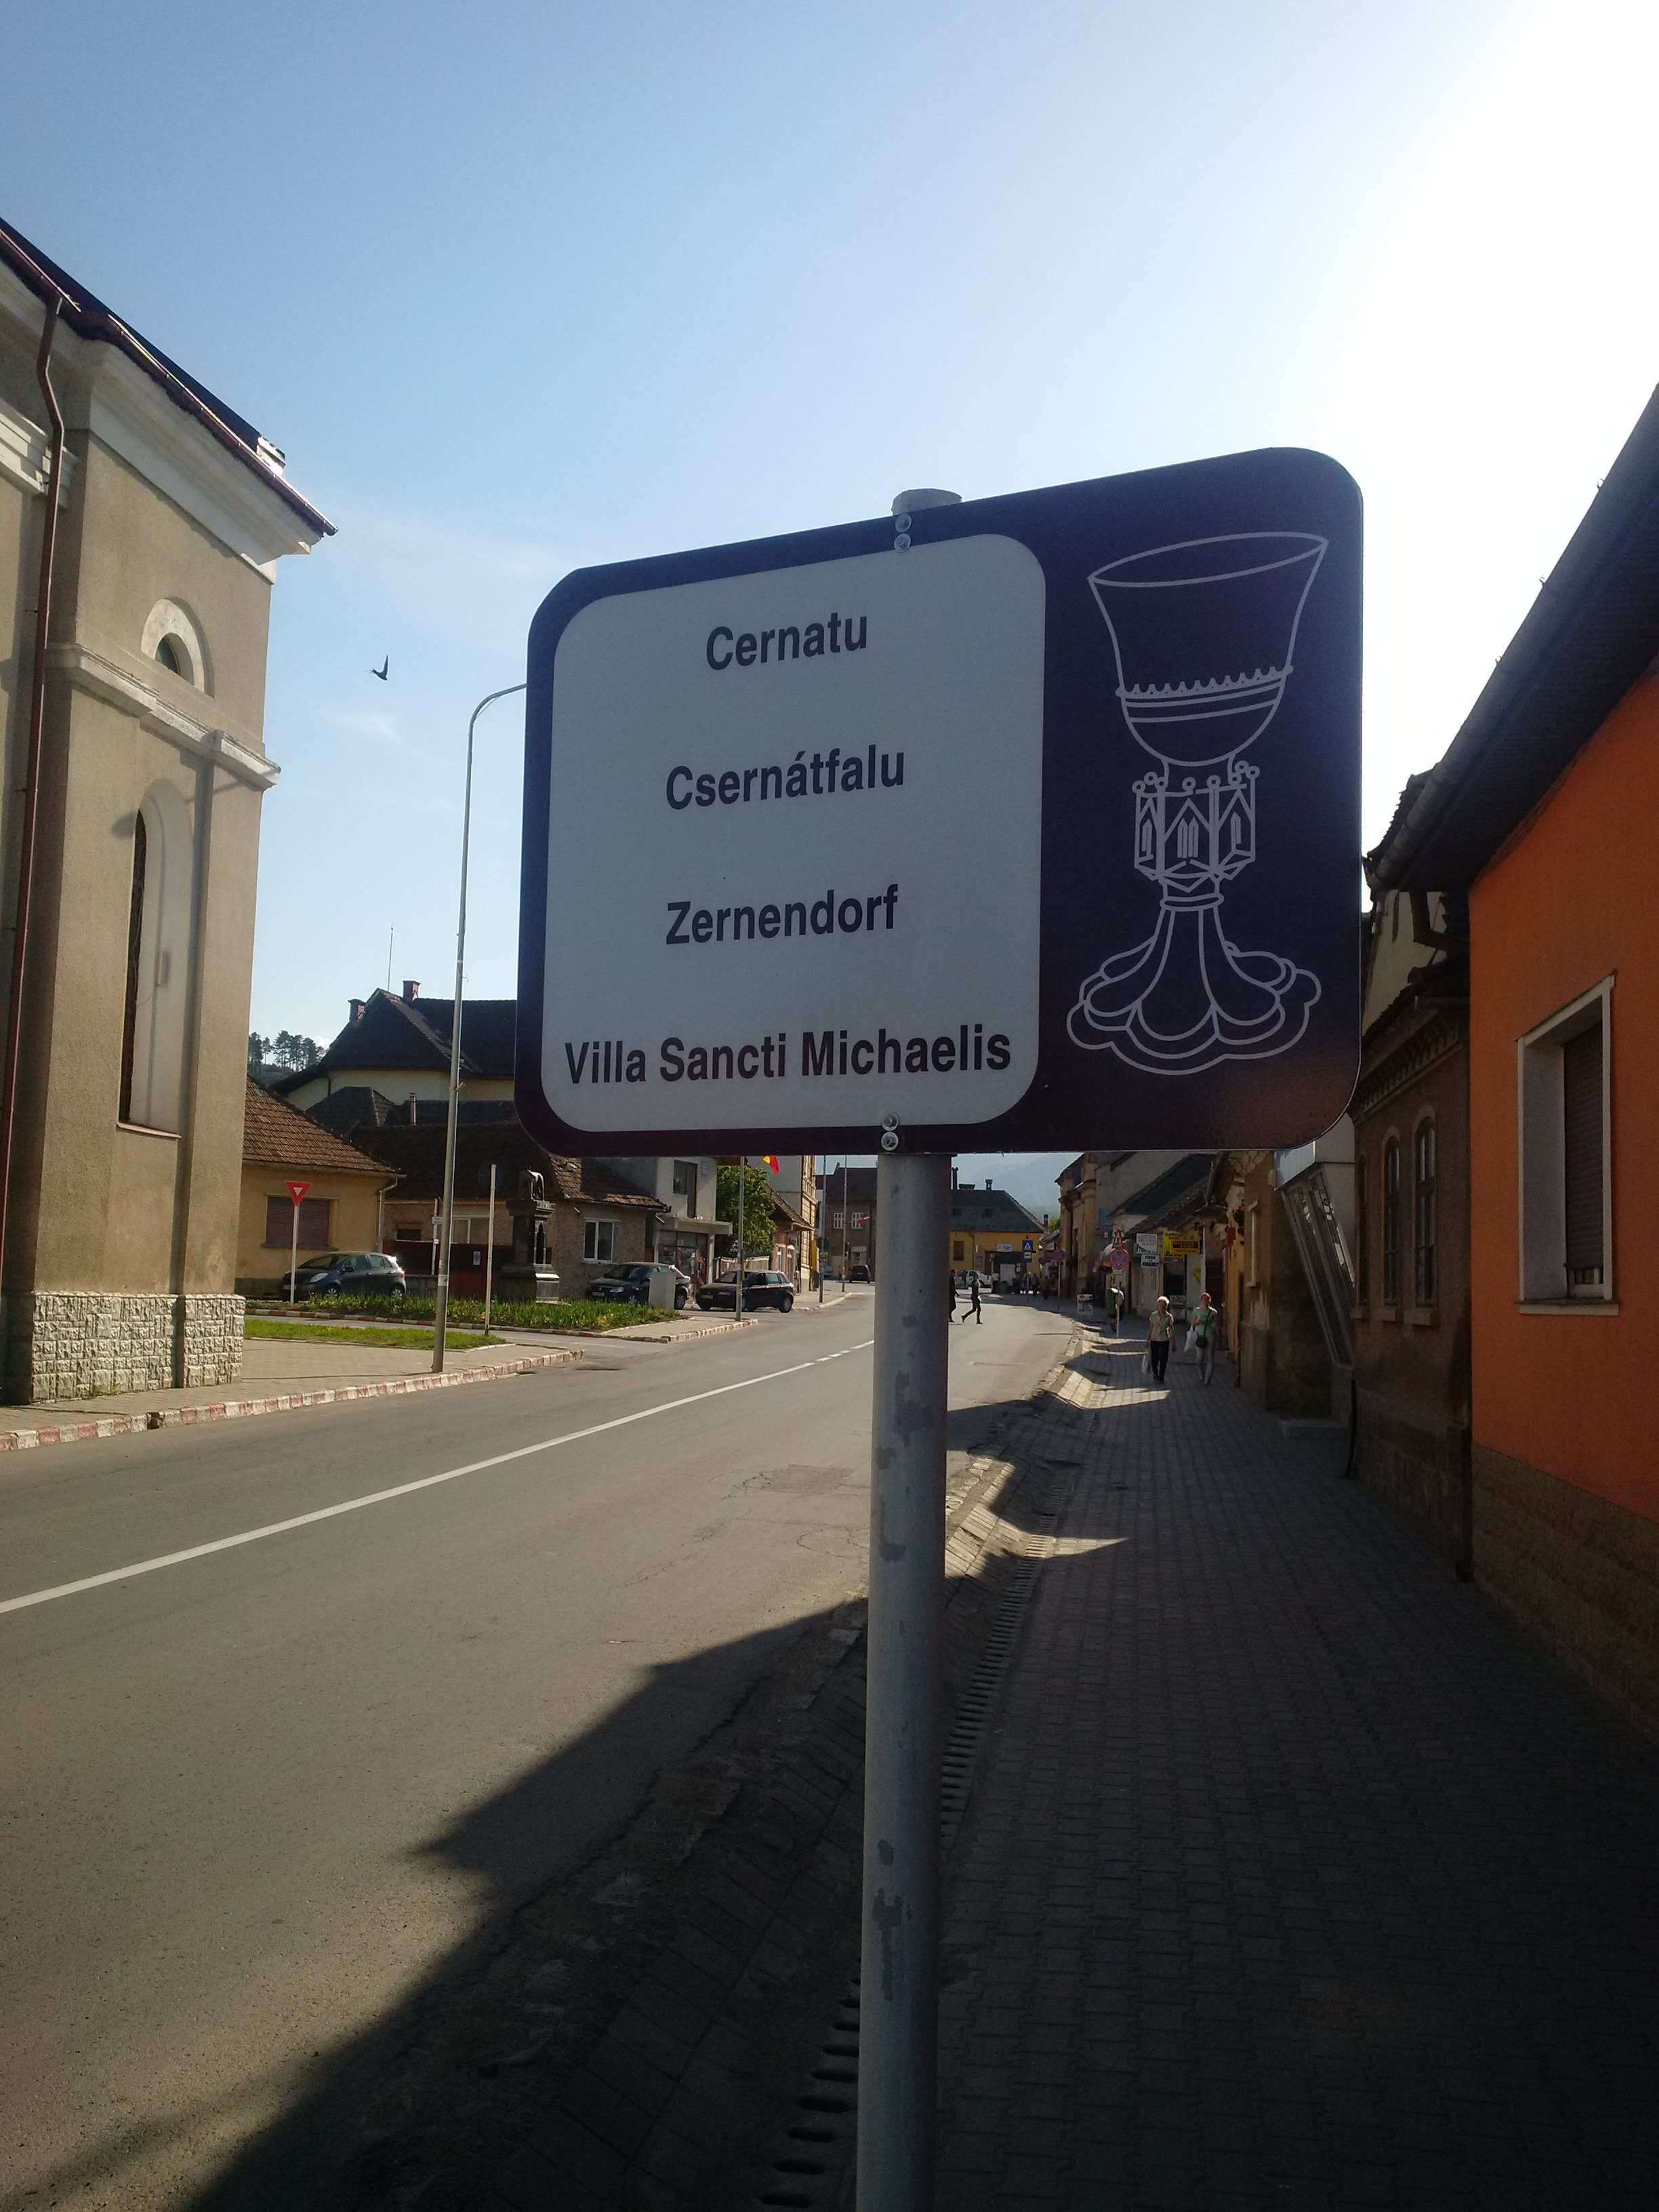 Cernatu
Csernátfalu
Zernendorf
Villa Sancti Michaelis